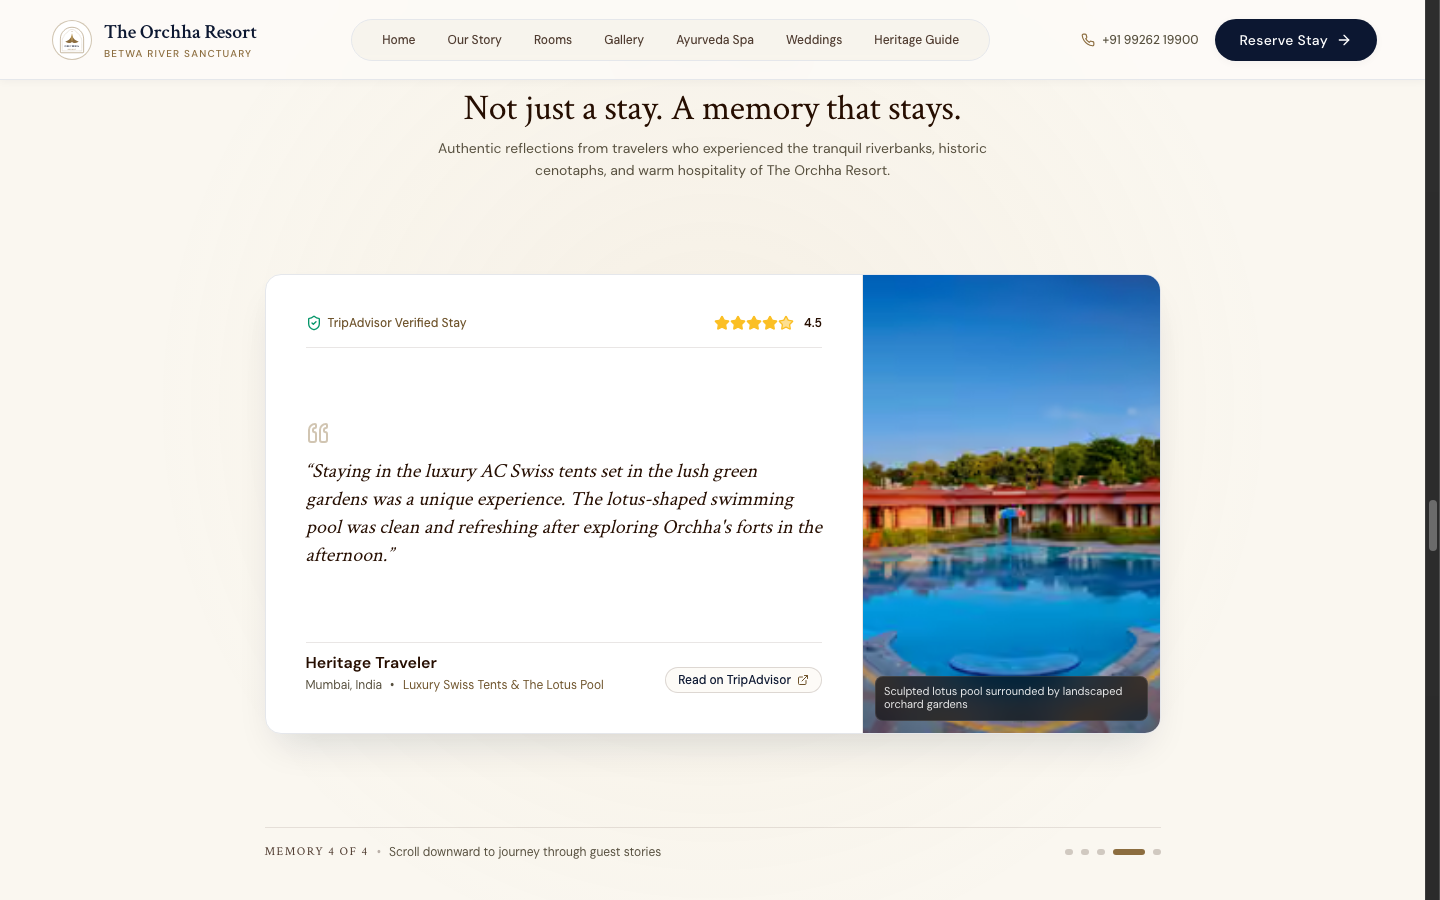 The Orchha Resort
BETWA RIVER SANCTUARY
Home
Our Story
Rooms
Gallery
Ayurveda Spa
Weddings
Heritage Guide
+91 99262 19900
Reserve Stay
Not just a stay. A memory that stays.
Authentic reflections from travelers who experienced the tranquil riverbanks, historic
cenotaphs, and warm hospitality of The Orchha Resort.
TripAdvisor Verified Stay
4.5
“Staying in the luxury AC Swiss tents set in the lush green
gardens was a unique experience. The lotus-shaped swimming
pool was clean and refreshing after exploring Orchha's forts in the
afternoon.”
Heritage Traveler
Mumbai, India • Luxury Swiss Tents & The Lotus Pool
Read on TripAdvisor
Sculpted lotus pool surrounded by landscaped
orchard gardens
MEMORY 4 OF 4 • Scroll downward to journey through guest stories